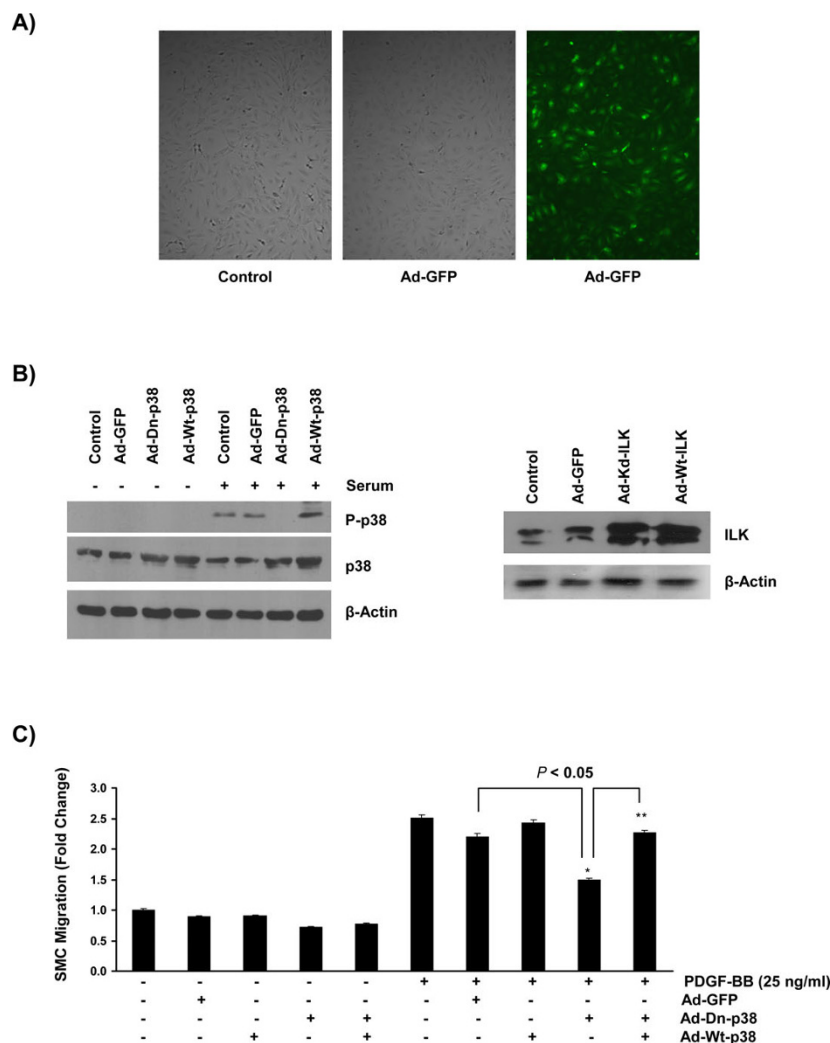 A)
Control
Ad-GFP
Ad-GFP
B)
Control
Ad-GFP
Ad-Dn-p38
Ad-Wt-p38
Control
Ad-GFP
Ad-Dn-p38
Ad-Wt-p38
- - - - + + + + Serum
P-p38
p38
β-Actin
Control
Ad-GFP
Ad-Kd-ILK
Ad-Wt-ILK
ILK
β-Actin
C)
P < 0.05
SMC Migration (Fold Change)
3.0
2.5
2.0
1.5
1.0
0.5
0.0
*
**
- - - - - + + + + + PDGF-BB (25 ng/ml)
- + - - - - + - - - Ad-GFP
- - - + + - - - + + Ad-Dn-p38
- - + - + - - + - + Ad-Wt-p38